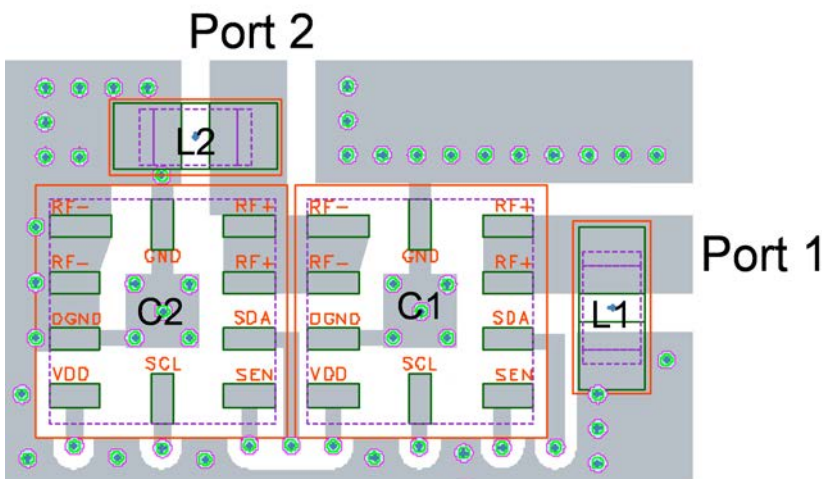 Port 2
L2
RF- RF+ RF- RF+
GND GND
Port 1
RF- RF+ RF- RF+
C2 C1 L1
DGND SDA DGND SDA
VDD SCL SEN VDD SCL SEN